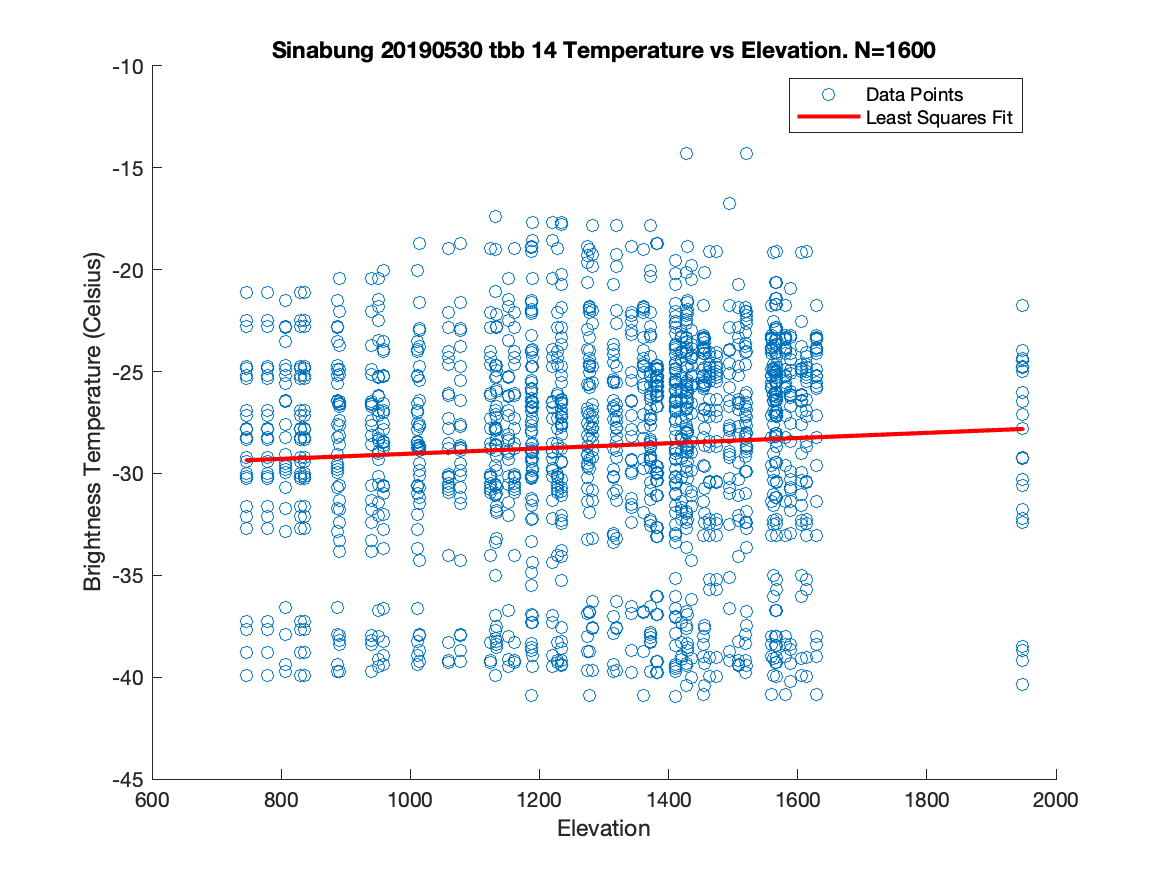 Sinabung 20190530 tbb 14 Temperature vs Elevation. N=1600
Data Points
Least Squares Fit
Brightness Temperature (Celsius)
-10
-15
-20
-25
-30
-35
-40
-45
600 800 1000 1200 1400 1600 1800 2000
Elevation